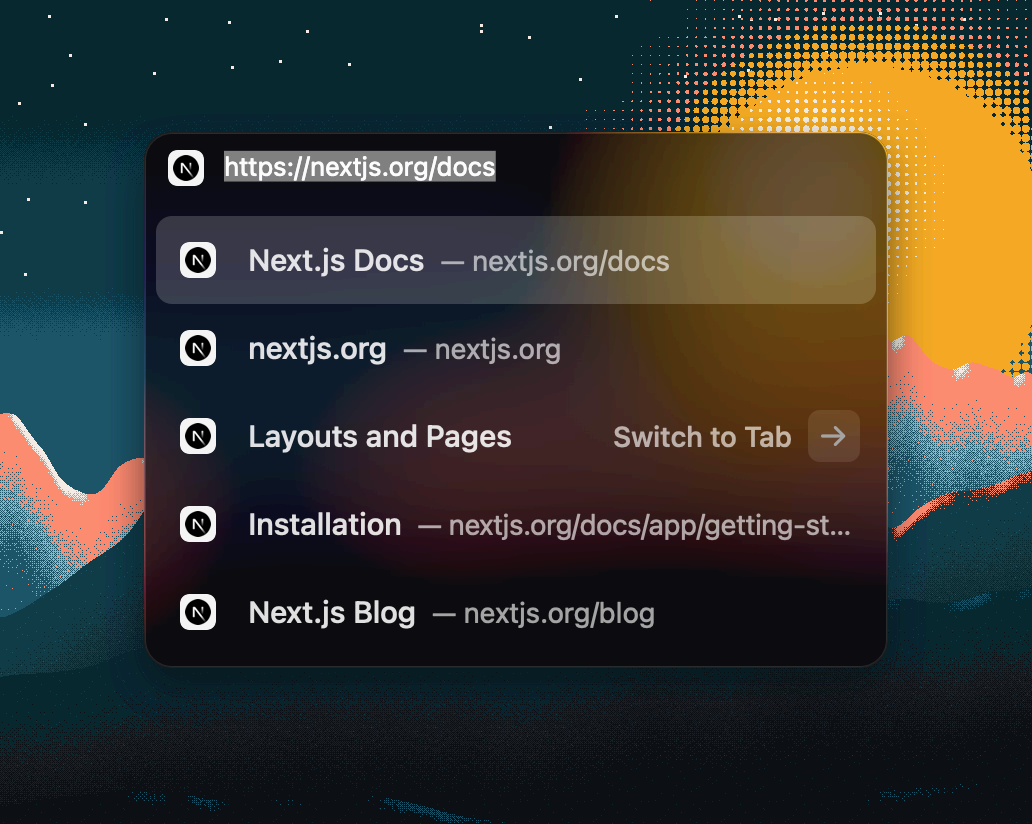 https://nextjs.org/docs
Next.js Docs — nextjs.org/docs
nextjs.org — nextjs.org
Layouts and Pages Switch to Tab →
Installation — nextjs.org/docs/app/getting-st...
Next.js Blog — nextjs.org/blog